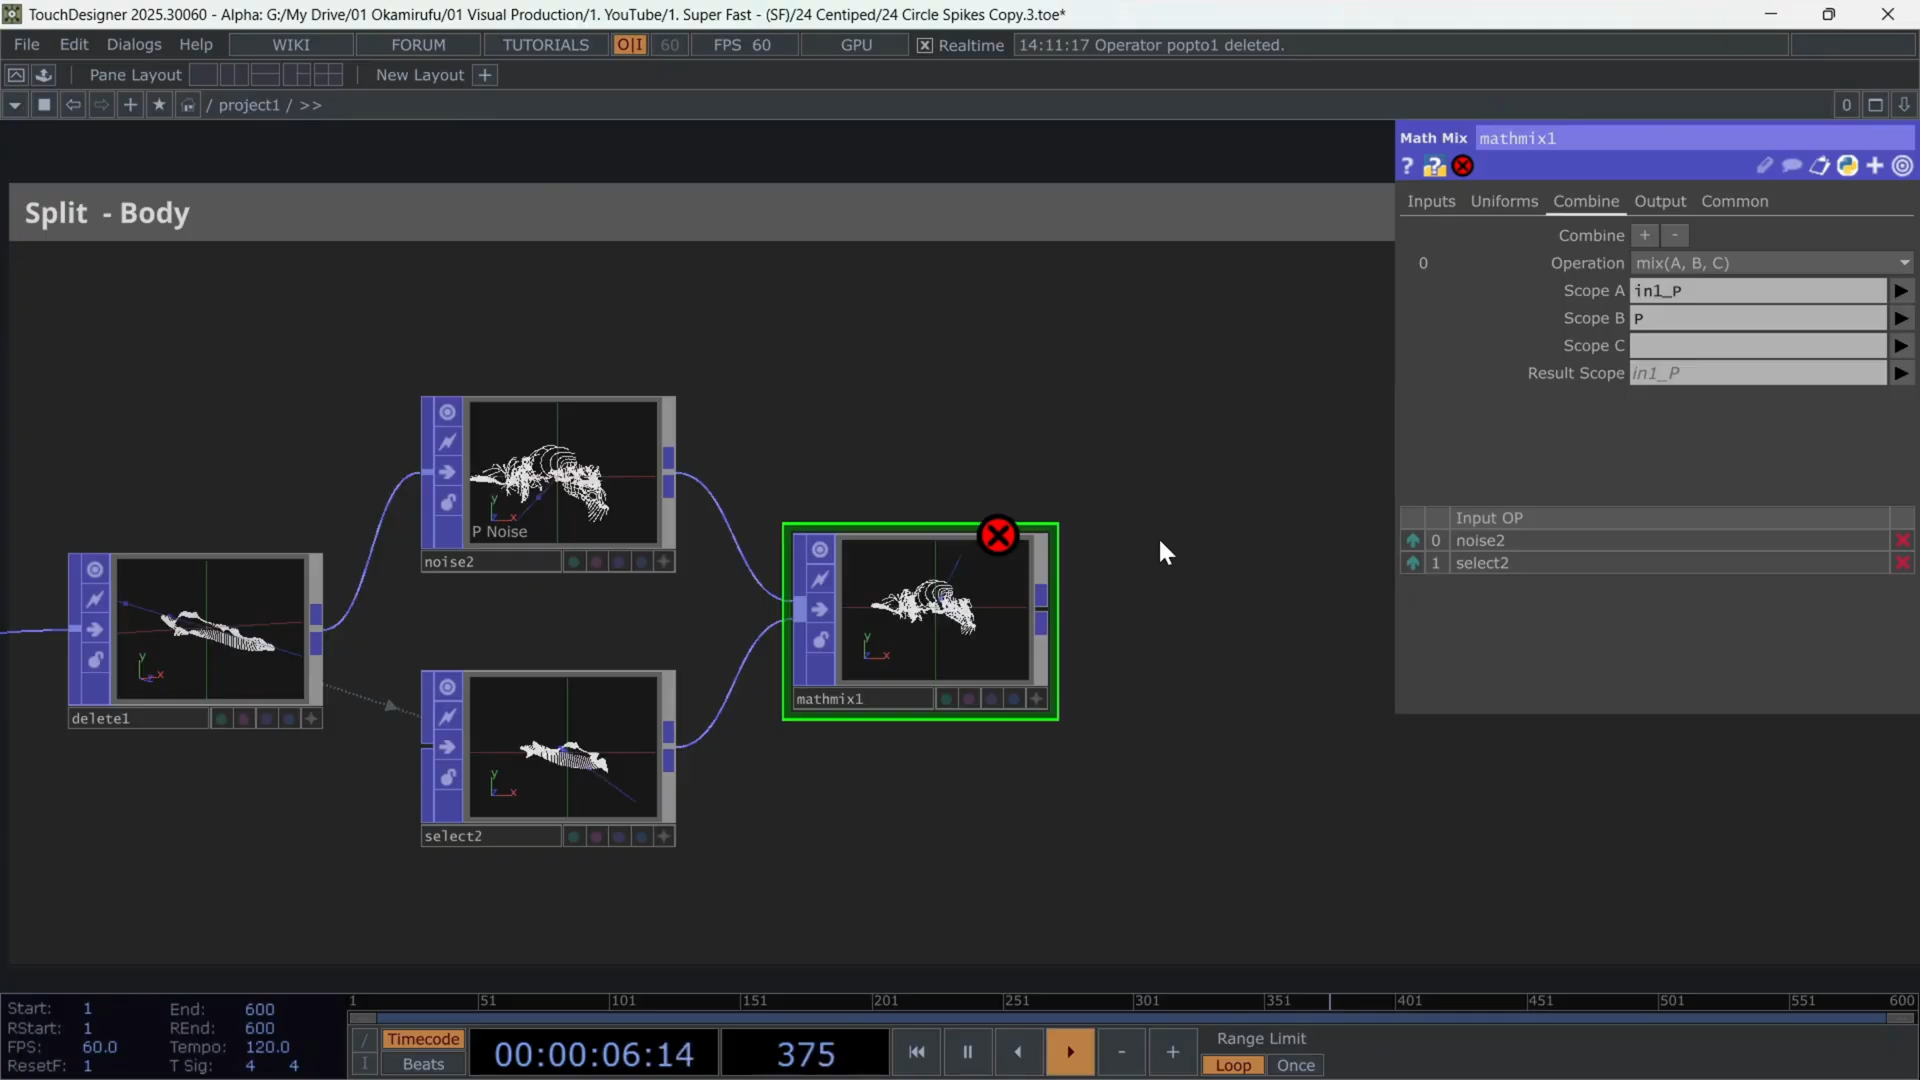 TouchDesigner 2025.30060 - Alpha: G:/My Drive/01 Okamirufu/01 Visual Production/1. YouTube/1. Super Fast - (SF)/24 Centiped/24 Circle Spikes Copy.3.toe*
File Edit Dialogs Help WIKI FORUM TUTORIALS O|I 60 FPS 60 GPU X Realtime 14:11:17 Operator popto1 deleted.
Pane Layout New Layout +
/ project1 / >> 0
Math Mix mathmix1
? ?
Inputs Uniforms Combine Output Common
Combine + -
0 Operation mix(A, B, C)
Scope A in1_P
Scope B P
Scope C
Result Scope in1_P
Input OP
0 noise2
1 select2
Split - Body
y x
P Noise
noise2
y x
delete1
y x
mathmix1
y x
select2
1 51 101 151 201 251 301 351 401 451 501 551 600
Start: 1 End: 600
RStart: 1 REnd: 600
FPS: 60.0 Tempo: 120.0
ResetF: 1 T Sig: 4 4
/ Timecode
I Beats
00:00:06:14 375
- +
Range Limit
Loop Once